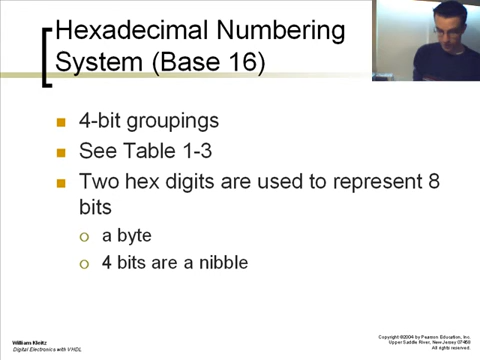 Hexadecimal Numbering
System (Base 16)
4-bit groupings
See Table 1-3
Two hex digits are used to represent 8
bits
a byte
4 bits are a nibble
William Kleitz
Digital Electronics with VHDL
Copyright ©2004 by Pearson Education, Inc.
Upper Saddle River, New Jersey 07458
All rights reserved.